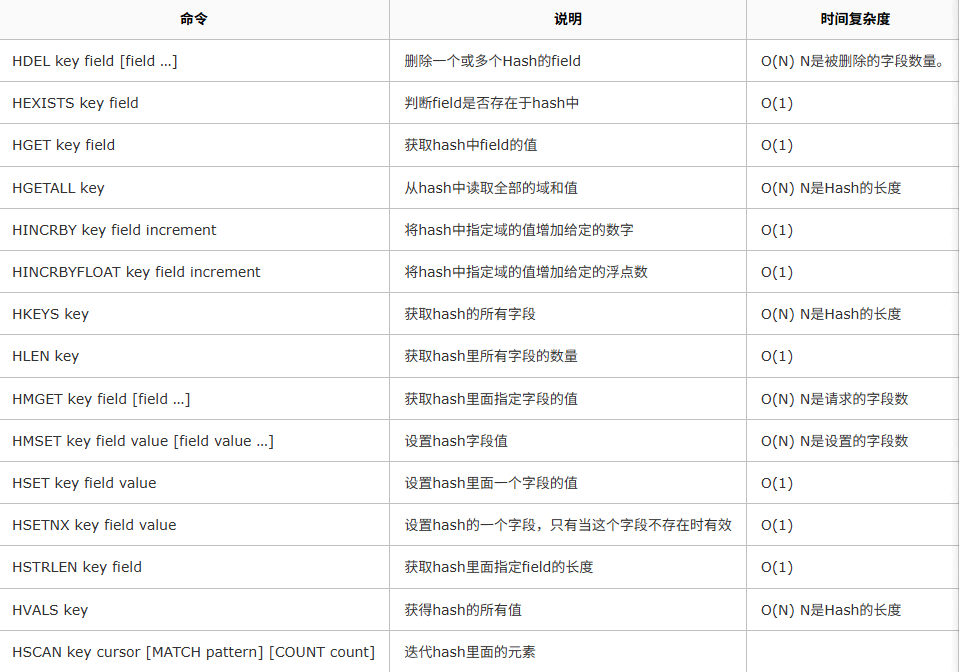 命令 说明 时间复杂度
HDEL key field [field ...] 删除一个或多个Hash的field O(N) N是被删除的字段数量。
HEXISTS key field 判断field是否存在于hash中 O(1)
HGET key field 获取hash中field的值 O(1)
HGETALL key 从hash中读取全部的域和值 O(N) N是Hash的长度
HINCRBY key field increment 将hash中指定域的值增加给定的数字 O(1)
HINCRBYFLOAT key field increment 将hash中指定域的值增加给定的浮点数 O(1)
HKEYS key 获取hash的所有字段 O(N) N是Hash的长度
HLEN key 获取hash里所有字段的数量 O(1)
HMGET key field [field ...] 获取hash里面指定字段的值 O(N) N是请求的字段数
HMSET key field value [field value ...] 设置hash字段值 O(N) N是设置的字段数
HSET key field value 设置hash里面一个字段的值 O(1)
HSETNX key field value 设置hash的一个字段，只有当这个字段不存在时有效 O(1)
HSTRLEN key field 获取hash里面指定field的长度 O(1)
HVALS key 获得hash的所有值 O(N) N是Hash的长度
HSCAN key cursor [MATCH pattern] [COUNT count] 迭代hash里面的元素